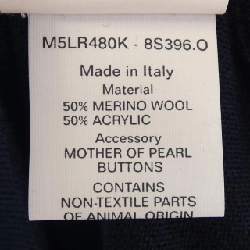 M5LR480K - 8S396.O
Made in Italy
Material
50% MERINO WOOL
50% ACRYLIC
Accessory
MOTHER OF PEARL
BUTTONS
CONTAINS
NON-TEXTILE PARTS
OF ANIMAL ORIGIN